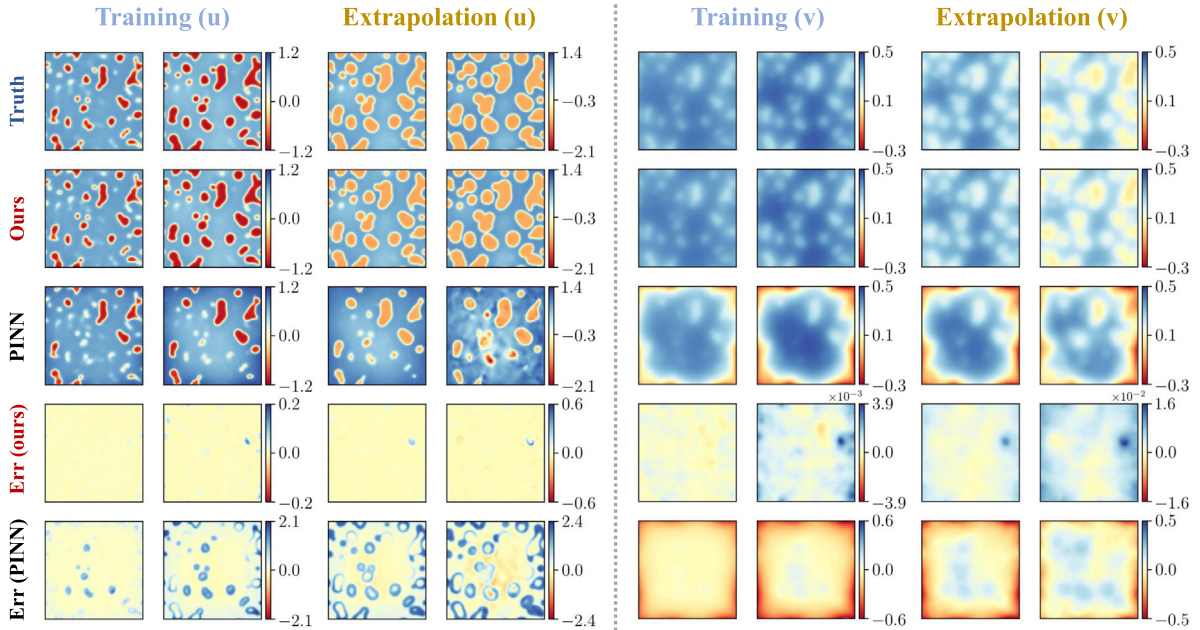 Training (u) Extrapolation (u) Training (v) Extrapolation (v)
Truth
1.2 1.4 0.5 0.5
0.0 −0.3 0.1 0.1
−1.2 −2.1 −0.3 −0.3
Ours
1.2 1.4 0.5 0.5
0.0 −0.3 0.1 0.1
−1.2 −2.1 −0.3 −0.3
PINN
1.2 1.4 0.5 0.5
0.0 −0.3 0.1 0.1
−1.2 −2.1 −0.3 −0.3
Err (ours)
×10⁻³ ×10⁻²
0.2 0.6 3.9 1.6
0.0 0.0 0.0 0.0
−0.2 −0.6 −3.9 −1.6
Err (PINN)
2.1 2.4 0.6 0.5
0.0 0.0 0.0 0.0
−2.1 −2.4 −0.6 −0.5